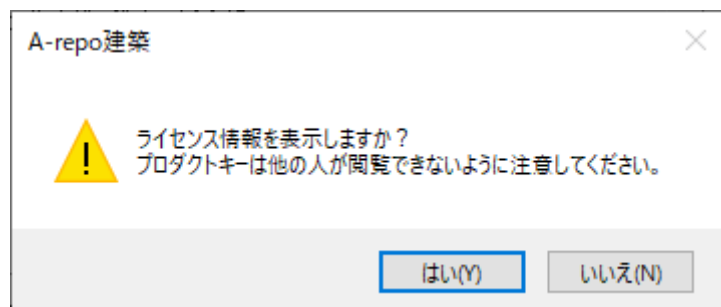 A-repo建築
ライセンス情報を表示しますか？
プロダクトキーは他の人が閲覧できないように注意してください。
はい(Y)
いいえ(N)